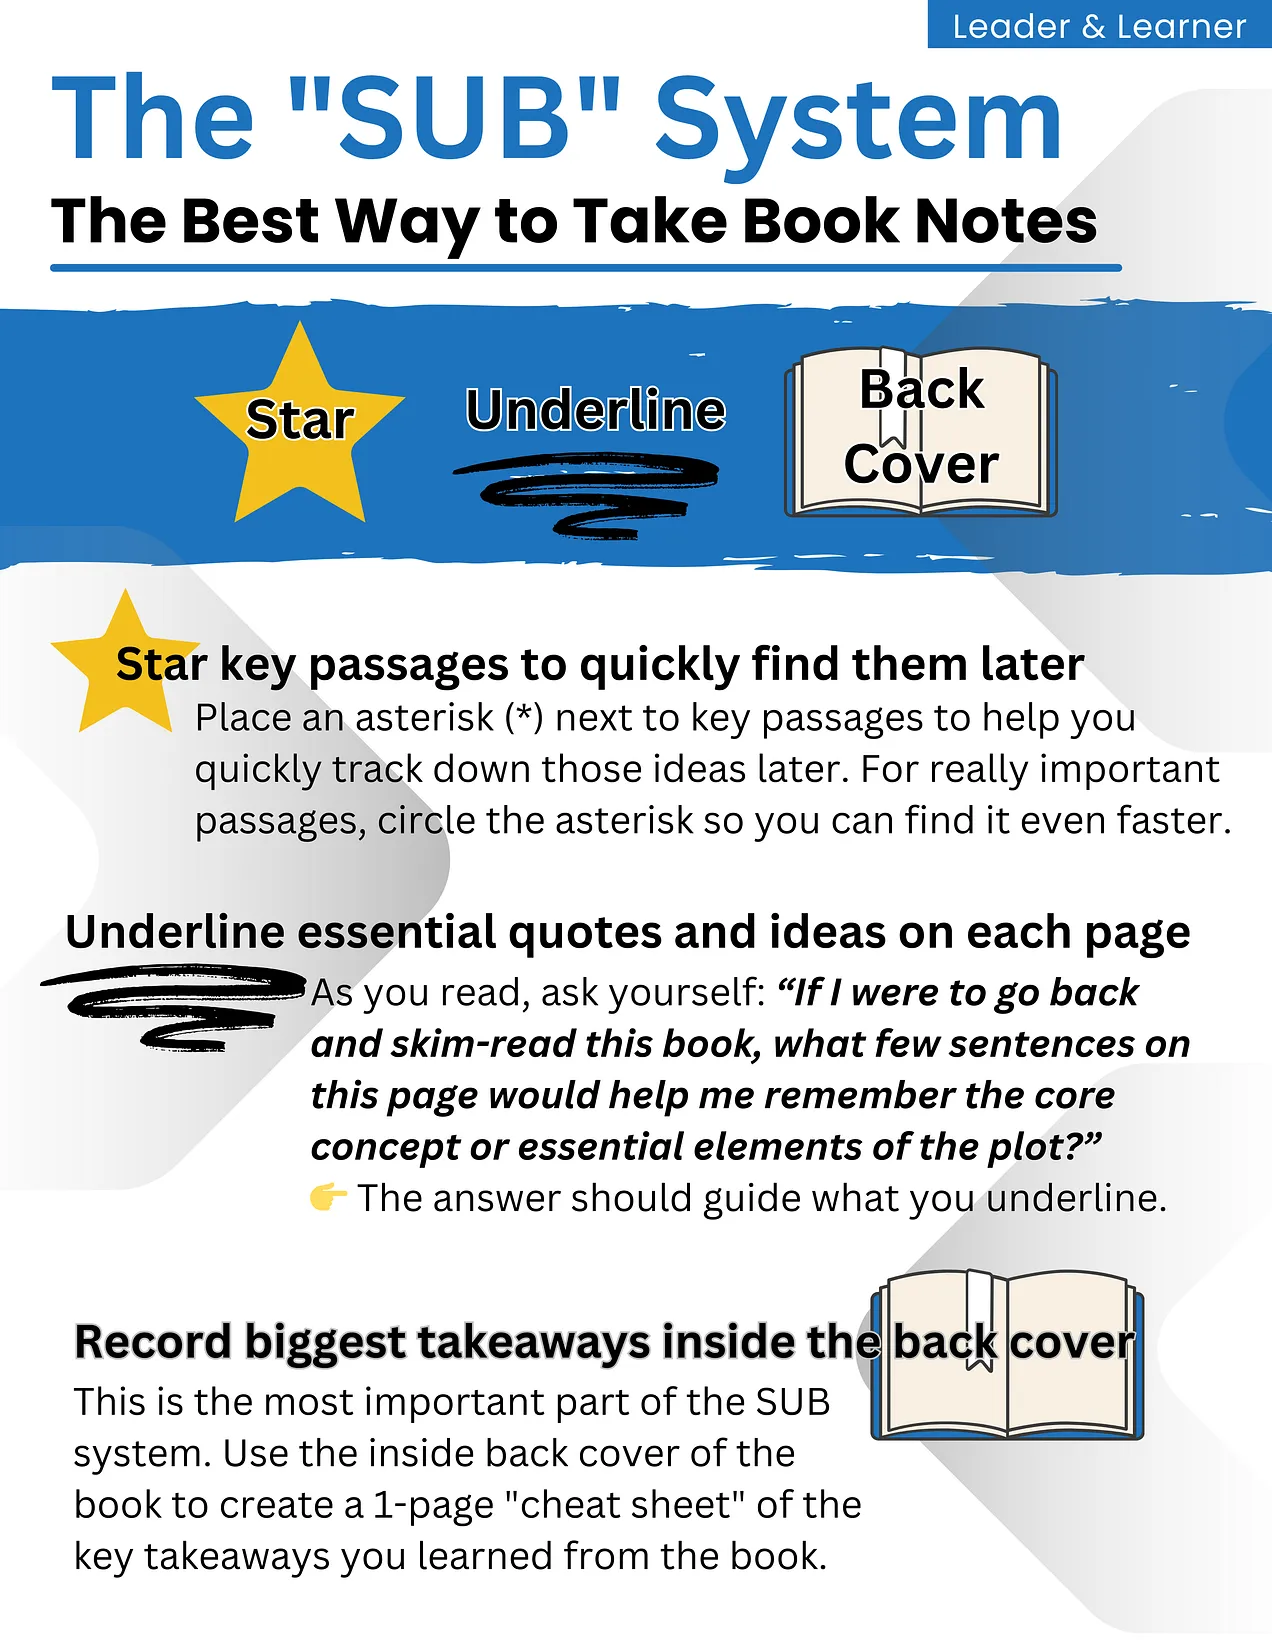 Leader & Learner
The "SUB" System
The Best Way to Take Book Notes
Star
Underline
Back
Cover
Star key passages to quickly find them later
Place an asterisk (*) next to key passages to help you
quickly track down those ideas later. For really important
passages, circle the asterisk so you can find it even faster.
Underline essential quotes and ideas on each page
As you read, ask yourself: “If I were to go back
and skim-read this book, what few sentences on
this page would help me remember the core
concept or essential elements of the plot?”
👉 The answer should guide what you underline.
Record biggest takeaways inside the back cover
This is the most important part of the SUB
system. Use the inside back cover of the
book to create a 1-page "cheat sheet" of the
key takeaways you learned from the book.